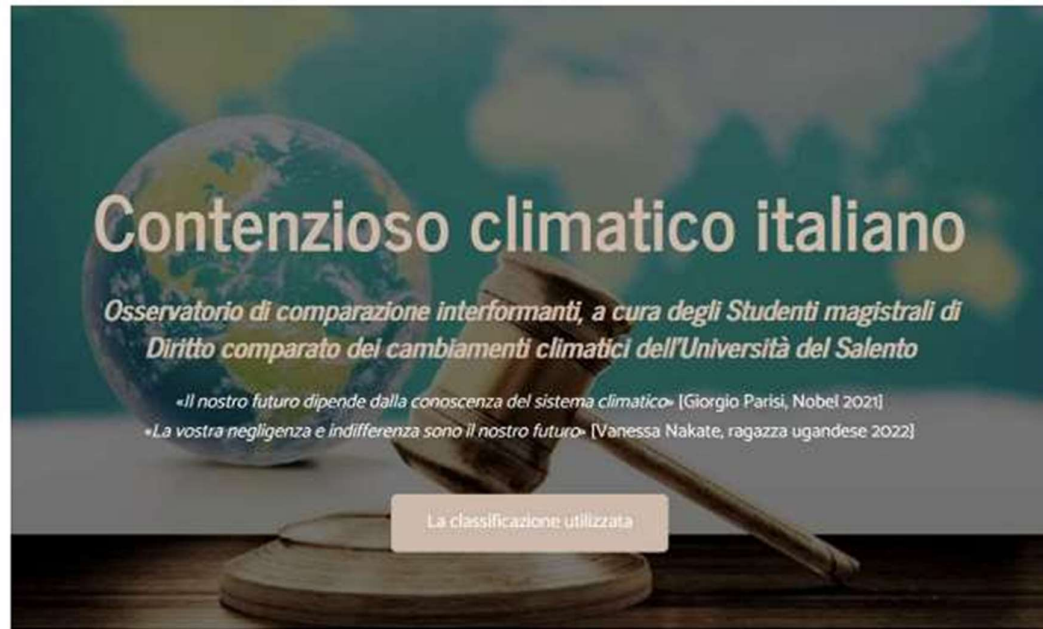 Contenzioso climatico italiano
Osservatorio di comparazione interformanti, a cura degli Studenti magistrali di
Diritto comparato dei cambiamenti climatici dell'Università del Salento
«Il nostro futuro dipende dalla conoscenza del sistema climatico» [Giorgio Parisi, Nobel 2021]
«La vostra negligenza e indifferenza sono il nostro futuro» [Vanessa Nakate, ragazza ugandese 2022]
La classificazione utilizzata